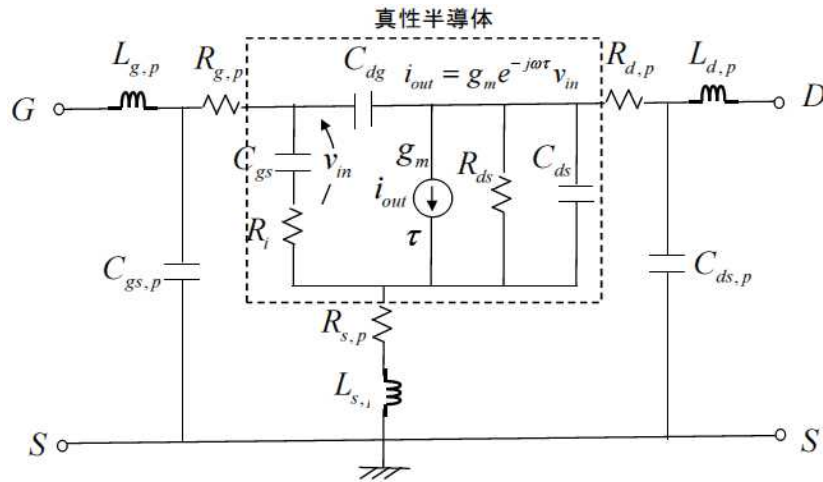 真性半導体
L_{g,p}
R_{g,p}
C_{dg}
i_{out} = g_m e^{-jωτ} v_{in}
R_{d,p}
L_{d,p}
G
D
C_{gs}
v_{in}
g_m
R_{ds}
C_{ds}
i_{out}
R_i
τ
C_{gs,p}
C_{ds,p}
R_{s,p}
L_{s,
S
S